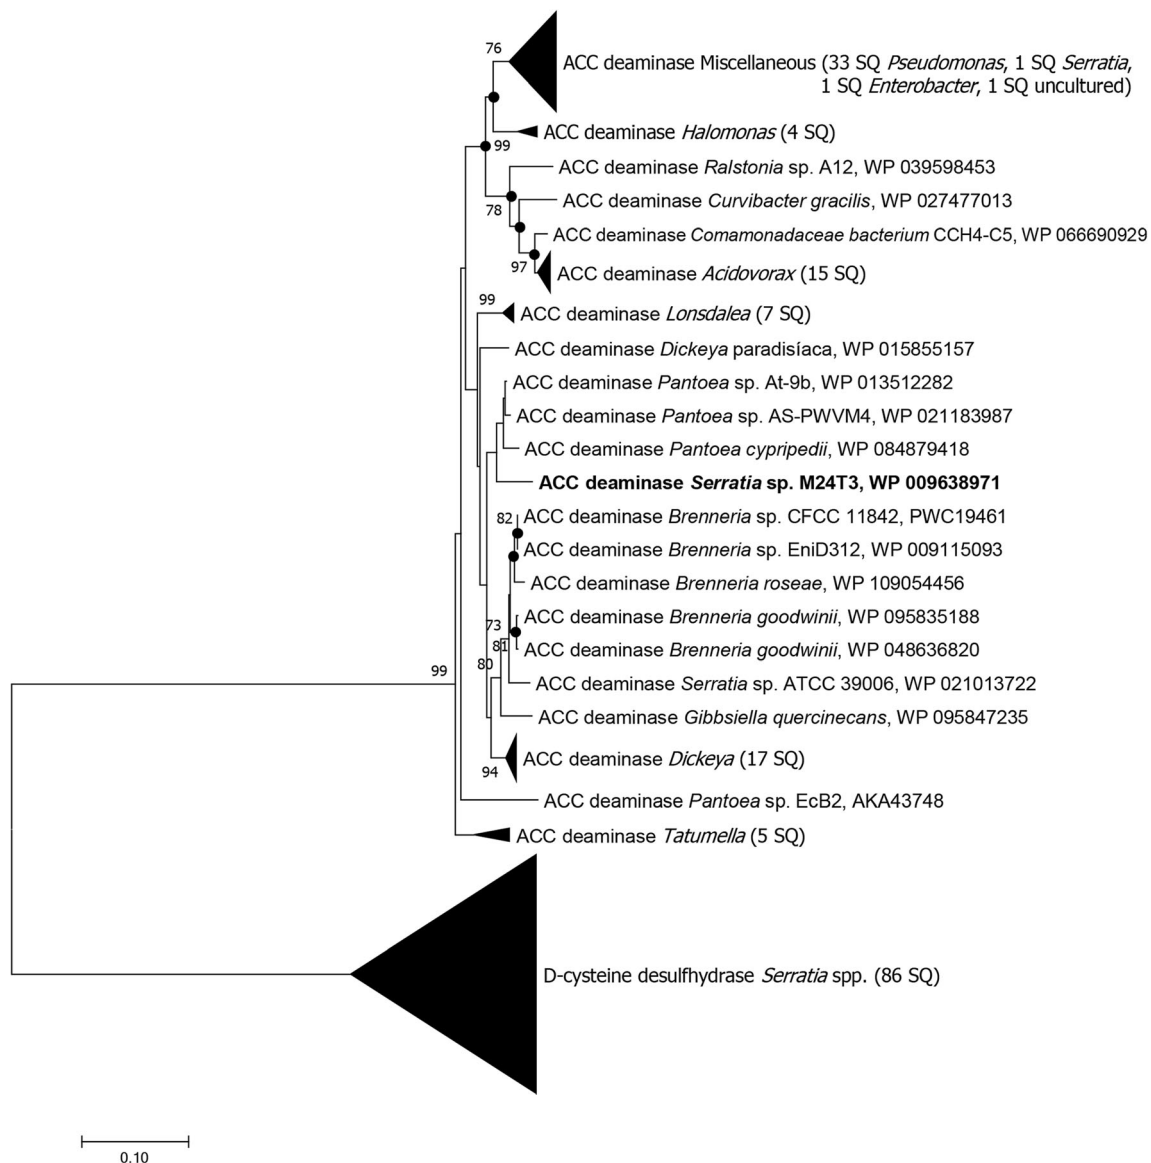 76
ACC deaminase Miscellaneous (33 SQ Pseudomonas, 1 SQ Serratia,
1 SQ Enterobacter, 1 SQ uncultured)
ACC deaminase Halomonas (4 SQ)
99
ACC deaminase Ralstonia sp. A12, WP 039598453
78
ACC deaminase Curvibacter gracilis, WP 027477013
ACC deaminase Comamonadaceae bacterium CCH4-C5, WP 066690929
97
ACC deaminase Acidovorax (15 SQ)
99
ACC deaminase Lonsdalea (7 SQ)
ACC deaminase Dickeya paradisíaca, WP 015855157
ACC deaminase Pantoea sp. At-9b, WP 013512282
ACC deaminase Pantoea sp. AS-PWVM4, WP 021183987
ACC deaminase Pantoea cypripedii, WP 084879418
ACC deaminase Serratia sp. M24T3, WP 009638971
82
ACC deaminase Brenneria sp. CFCC 11842, PWC19461
ACC deaminase Brenneria sp. EniD312, WP 009115093
ACC deaminase Brenneria roseae, WP 109054456
ACC deaminase Brenneria goodwinii, WP 095835188
73
ACC deaminase Brenneria goodwinii, WP 048636820
81
80
99
ACC deaminase Serratia sp. ATCC 39006, WP 021013722
ACC deaminase Gibbsiella quercinecans, WP 095847235
ACC deaminase Dickeya (17 SQ)
94
ACC deaminase Pantoea sp. EcB2, AKA43748
ACC deaminase Tatumella (5 SQ)
D-cysteine desulfhydrase Serratia spp. (86 SQ)
0.10